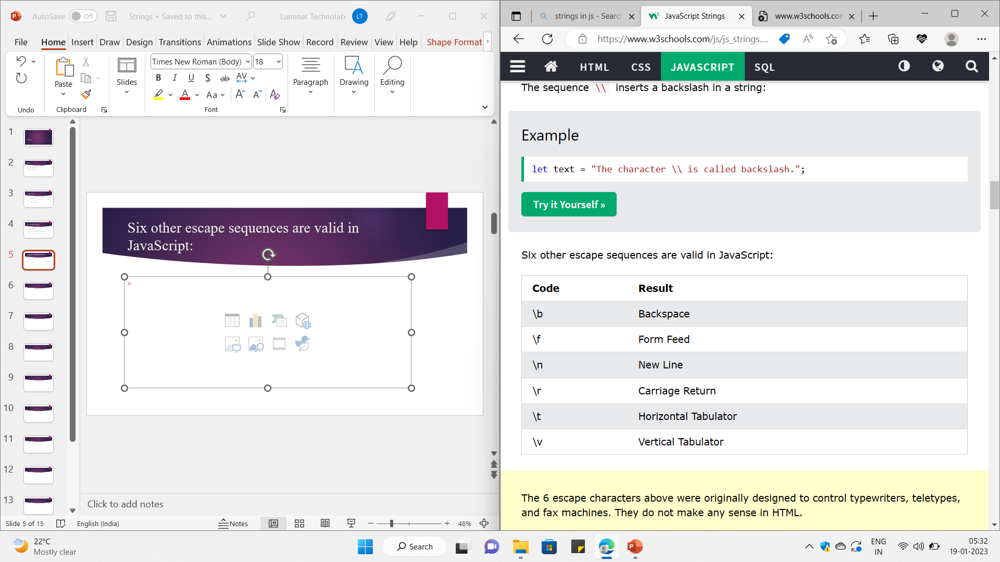 AutoSave
Off
Strings • Saved to this...
Luminar Technolab
LT
File
Home
Insert
Draw
Design
Transitions
Animations
Slide Show
Record
Review
View
Help
Shape Format
Times New Roman (Body)
18
Paste
Slides
Paragraph
Drawing
Editing
Undo
Clipboard
Font
1
2
3
4
5
6
7
8
9
10
11
12
13
Six other escape sequences are valid in
JavaScript:
Click to add notes
Slide 5 of 15
English (India)
Notes
48%
strings in js - Search
JavaScript Strings
www.w3schools.com
https://www.w3schools.com/js/js_strings....
HTML
CSS
JAVASCRIPT
SQL
The sequence \\ inserts a backslash in a string:
Example
let text = "The character \\ is called backslash.";
Try it Yourself »
Six other escape sequences are valid in JavaScript:
Code Result
\b Backspace
\f Form Feed
\n New Line
\r Carriage Return
\t Horizontal Tabulator
\v Vertical Tabulator
The 6 escape characters above were originally designed to control typewriters, teletypes,
and fax machines. They do not make any sense in HTML.
22°C
Mostly clear
Search
ENG
IN
05:32
19-01-2023